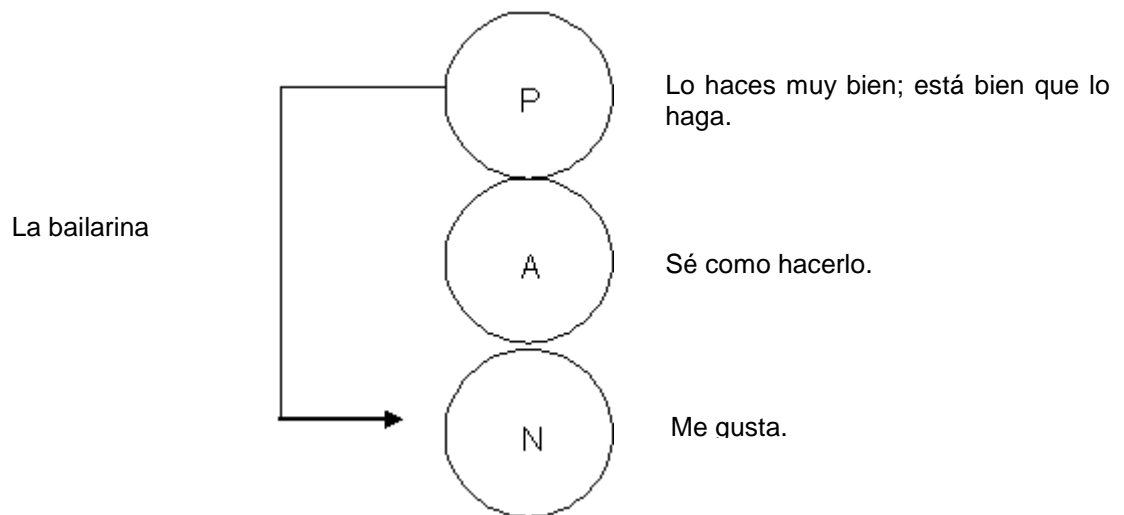 P
Lo haces muy bien; está bien que lo
haga.
La bailarina
A
Sé como hacerlo.
N
Me gusta.